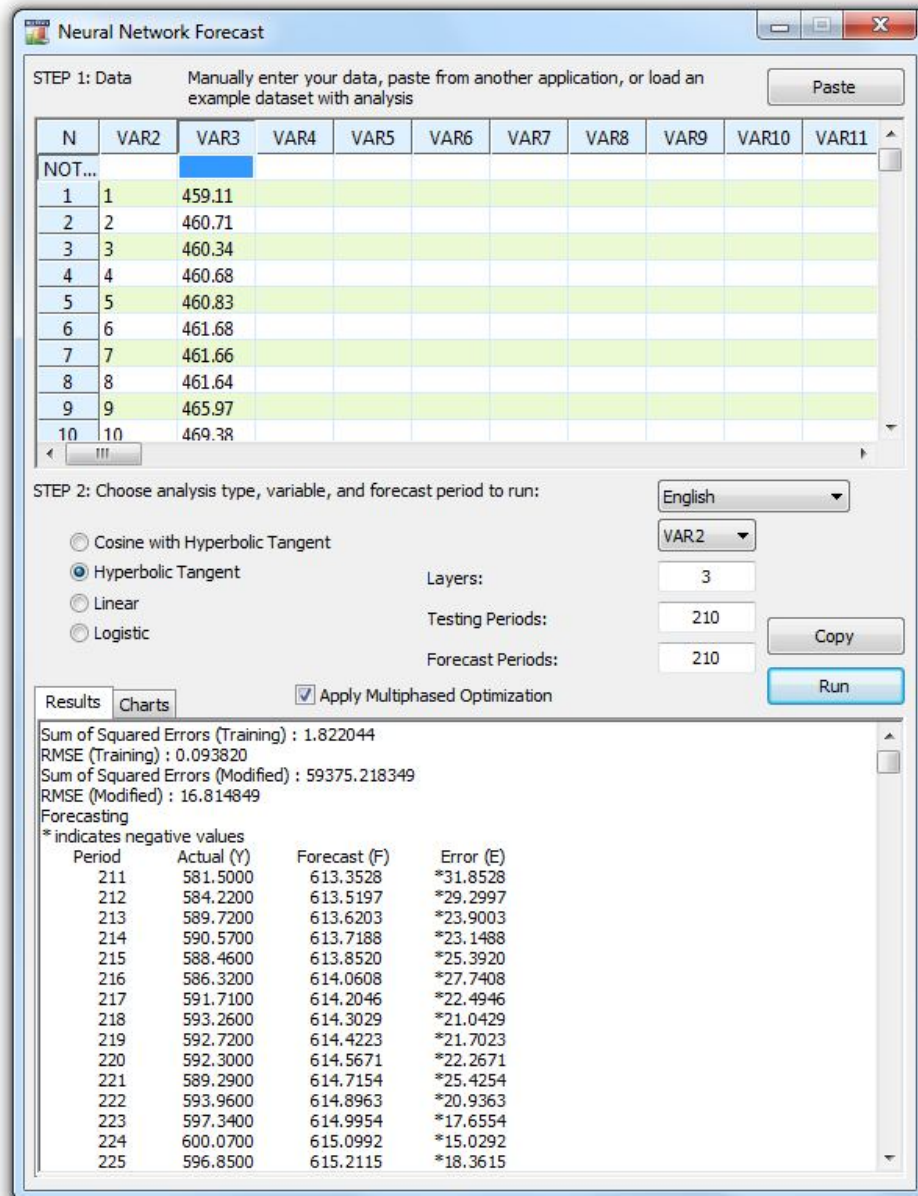 Neural Network Forecast
STEP 1: Data Manually enter your data, paste from another application, or load an
example dataset with analysis
Paste
N VAR2 VAR3 VAR4 VAR5 VAR6 VAR7 VAR8 VAR9 VAR10 VAR11
NOT...
1 1 459.11
2 2 460.71
3 3 460.34
4 4 460.68
5 5 460.83
6 6 461.68
7 7 461.66
8 8 461.64
9 9 465.97
10 10 469.38
STEP 2: Choose analysis type, variable, and forecast period to run: English
Cosine with Hyperbolic Tangent VAR2
Hyperbolic Tangent Layers: 3
Linear
Testing Periods: 210
Logistic
Copy
Forecast Periods: 210
Run
Results Charts Apply Multiphased Optimization
Sum of Squared Errors (Training) : 1.822044
RMSE (Training) : 0.093820
Sum of Squared Errors (Modified) : 59375.218349
RMSE (Modified) : 16.814849
Forecasting
* indicates negative values
Period Actual (Y) Forecast (F) Error (E)
211 581.5000 613.3528 *31.8528
212 584.2200 613.5197 *29.2997
213 589.7200 613.6203 *23.9003
214 590.5700 613.7188 *23.1488
215 588.4600 613.8520 *25.3920
216 586.3200 614.0608 *27.7408
217 591.7100 614.2046 *22.4946
218 593.2600 614.3029 *21.0429
219 592.7200 614.4223 *21.7023
220 592.3000 614.5671 *22.2671
221 589.2900 614.7154 *25.4254
222 593.9600 614.8963 *20.9363
223 597.3400 614.9954 *17.6554
224 600.0700 615.0992 *15.0292
225 596.8500 615.2115 *18.3615